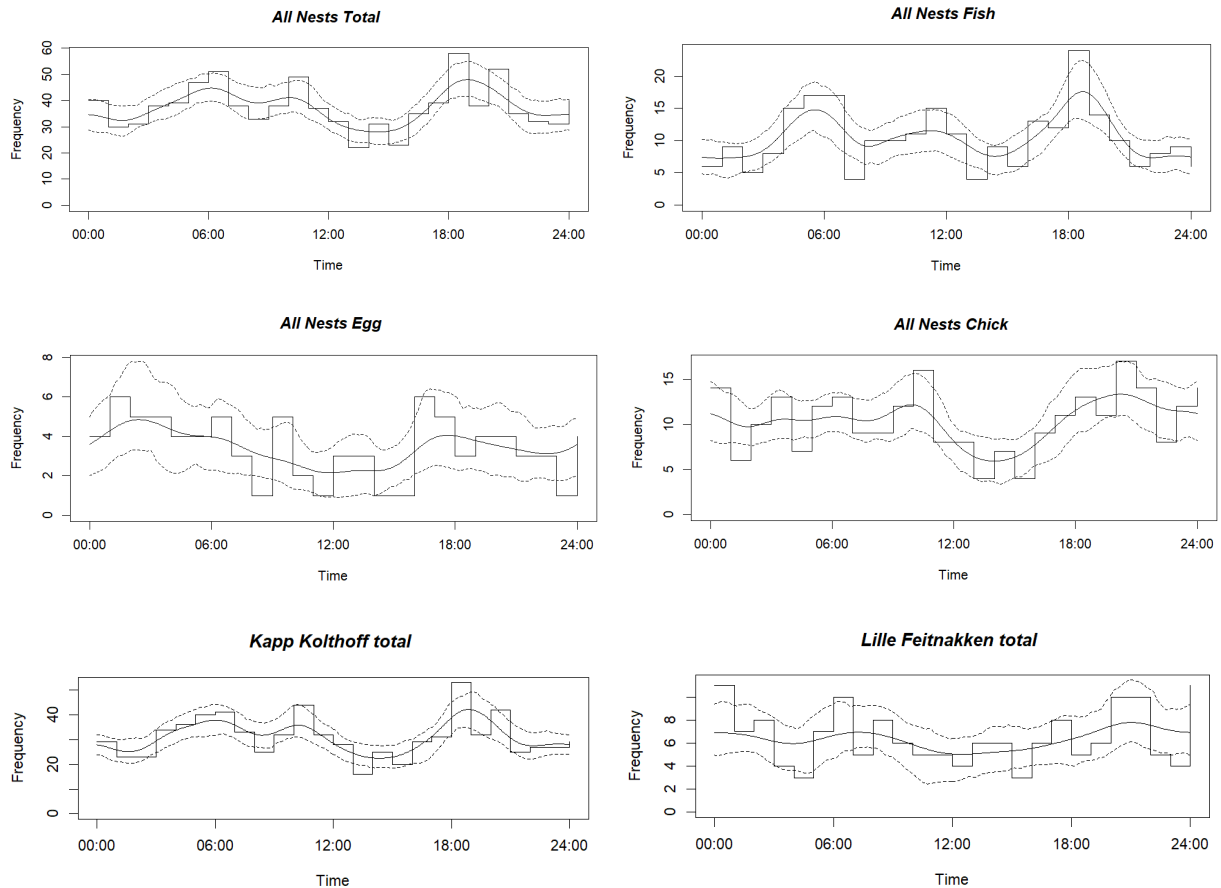 All Nests Total
Frequency
60
50
40
30
20
10
0
00:00 06:00 12:00 18:00 24:00
Time
All Nests Fish
Frequency
20
15
10
5
0
00:00 06:00 12:00 18:00 24:00
Time
All Nests Egg
Frequency
8
6
4
2
0
00:00 06:00 12:00 18:00 24:00
Time
All Nests Chick
Frequency
15
10
5
0
00:00 06:00 12:00 18:00 24:00
Time
Kapp Kolthoff total
Frequency
40
20
0
00:00 06:00 12:00 18:00 24:00
Time
Lille Feitnakken total
Frequency
8
6
4
2
0
00:00 06:00 12:00 18:00 24:00
Time